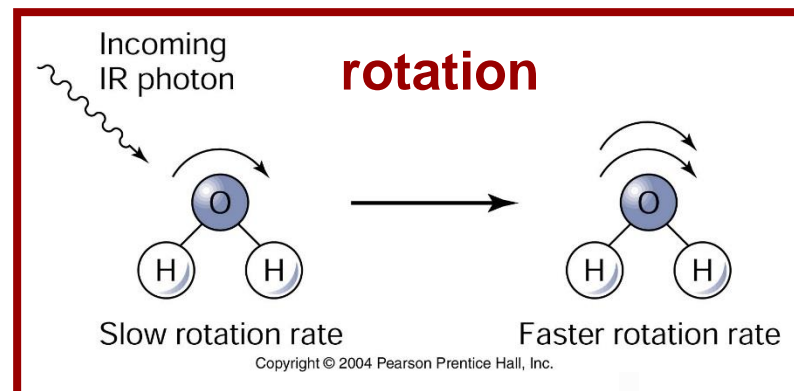 Incoming
IR photon
rotation
O
H
H
O
H
H
Slow rotation rate
Faster rotation rate
Copyright © 2004 Pearson Prentice Hall, Inc.